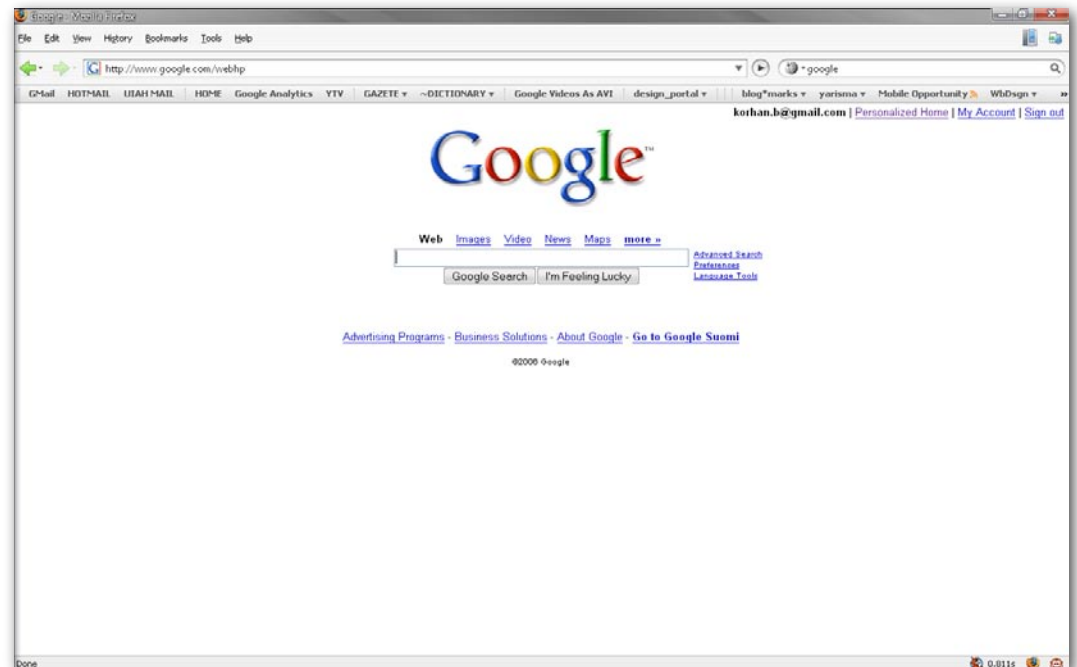 Google - Mozilla Firefox
File Edit View History Bookmarks Tools Help
http://www.google.com/webhp google
GMail HOTMAIL UIAH MAIL HOME Google Analytics YTV GAZETE ~DICTIONARY Google Videos As AVI design_portal blog*marks yarisma Mobile Opportunity WbDsgn »
korhan.b@gmail.com | Personalized Home | My Account | Sign out
Google™
Web Images Video News Maps more »
Advanced Search
Preferences
Language Tools
Google Search I'm Feeling Lucky
Advertising Programs - Business Solutions - About Google - Go to Google Suomi
©2006 Google
Done 0.811s